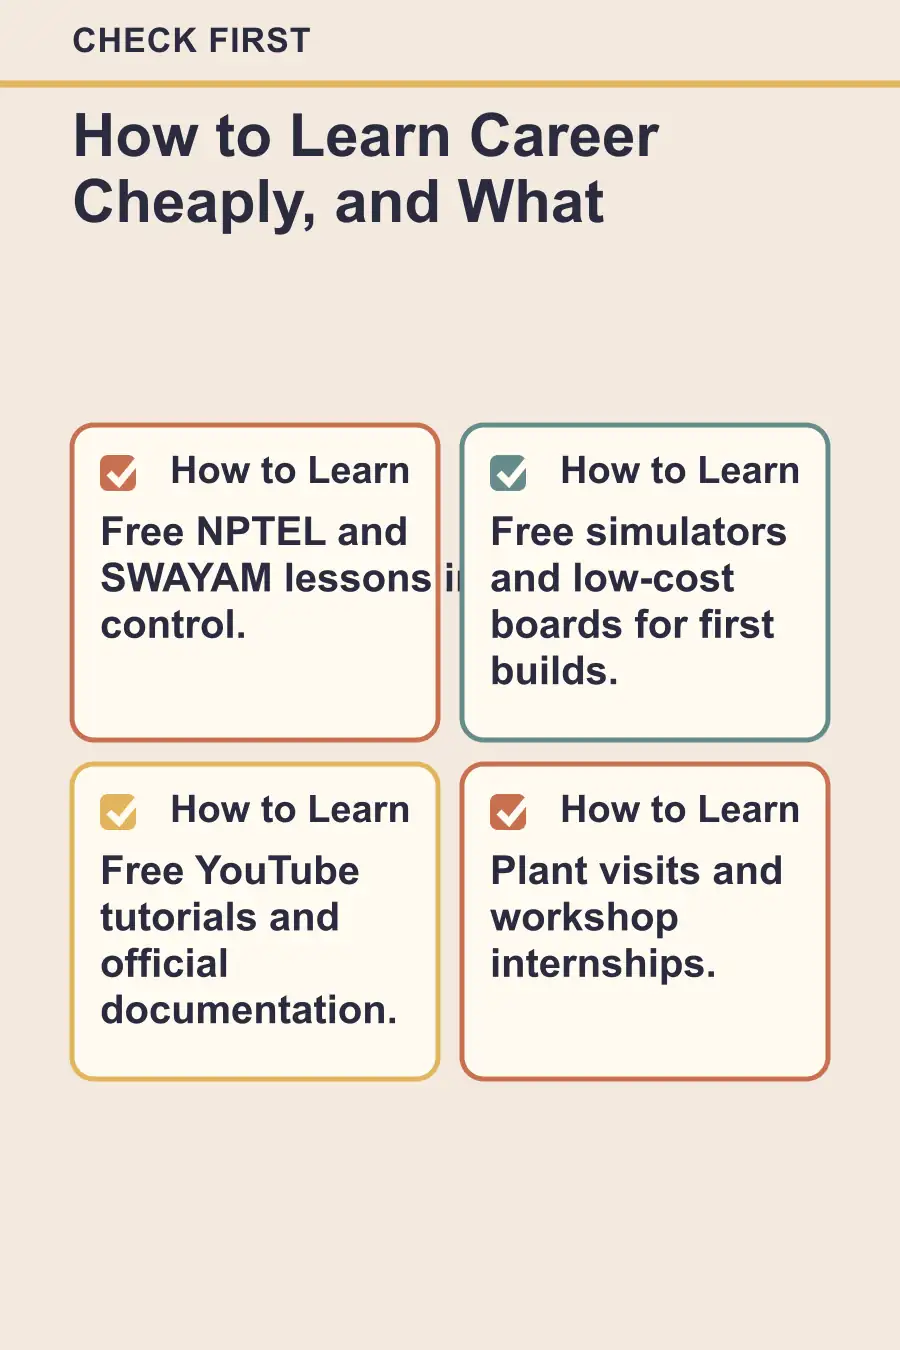 CHECK FIRST
How to Learn Career
Cheaply, and What
How to Learn
Free NPTEL and
SWAYAM lessons
control.
How to Learn
Free simulators
and low-cost
boards for first
builds.
How to Learn
Free YouTube
tutorials and
official
documentation.
How to Learn
Plant visits and
workshop
internships.